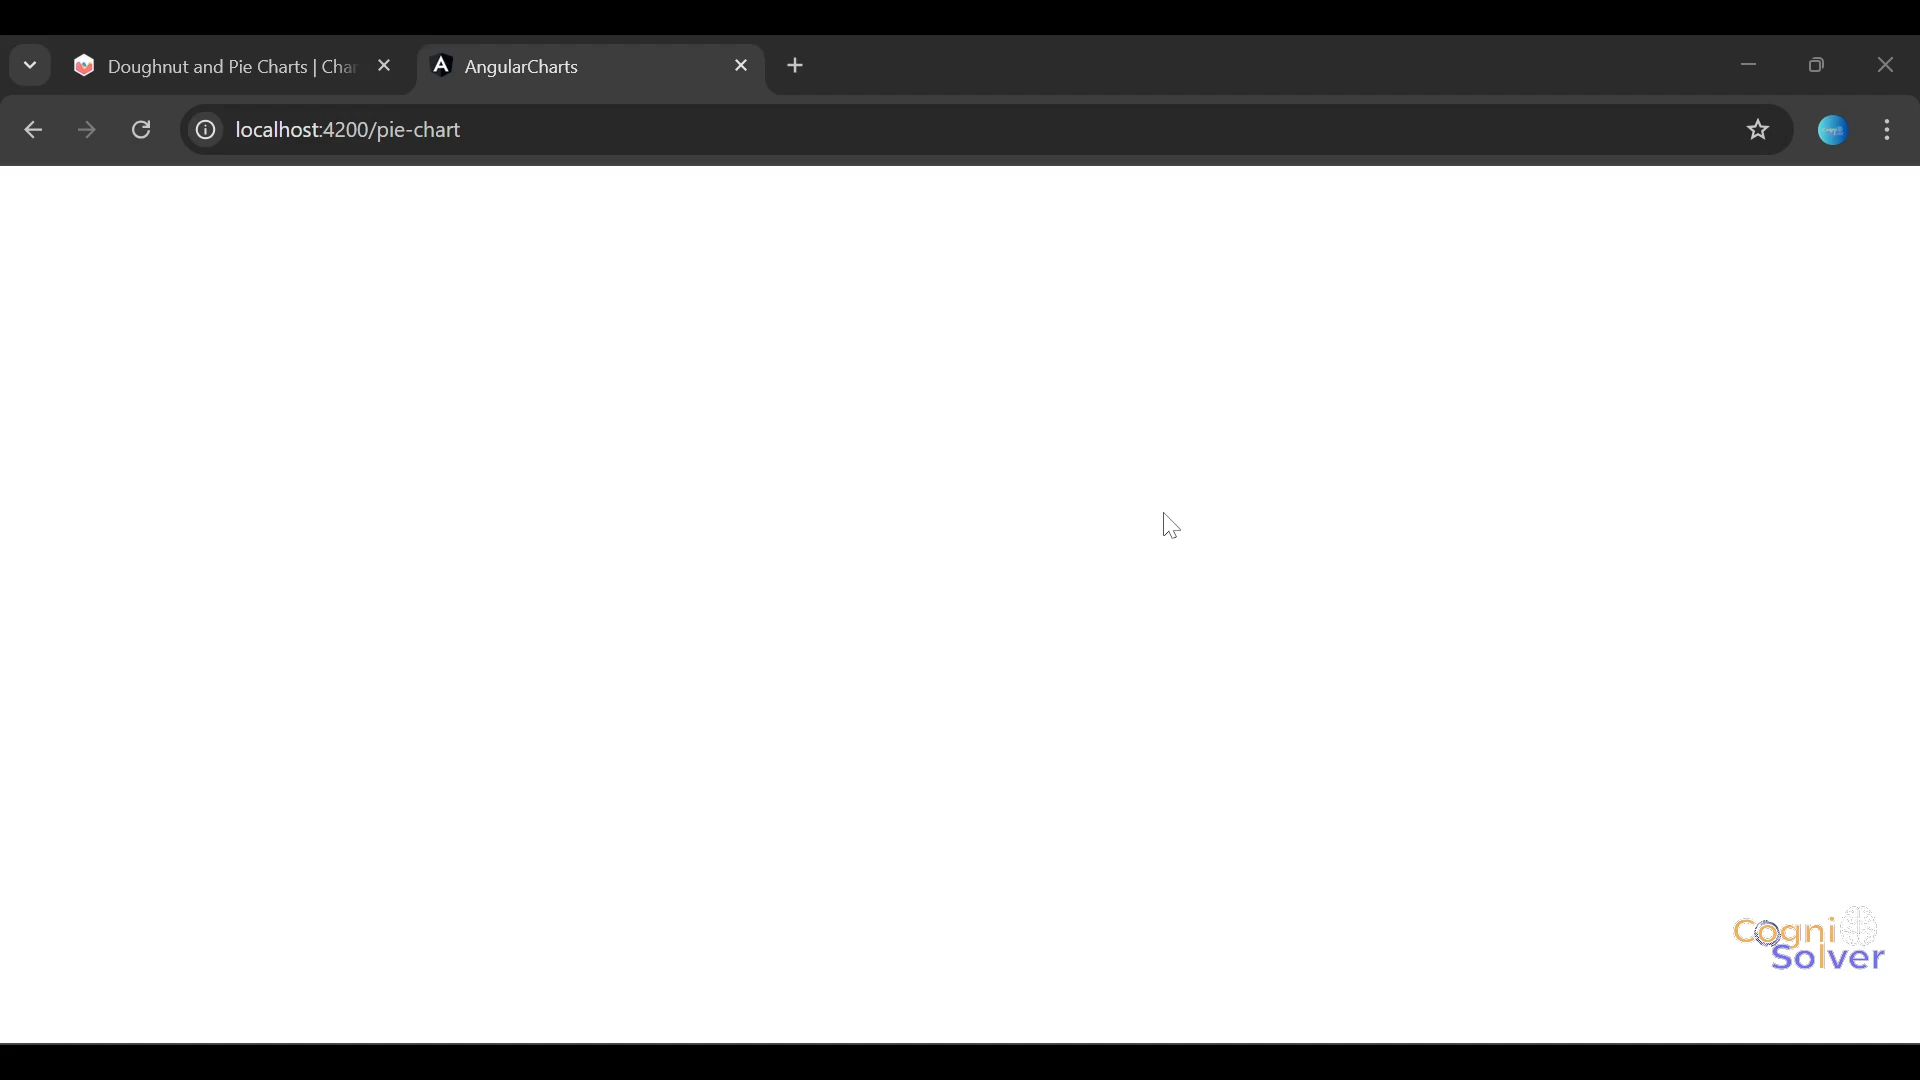 Doughnut and Pie Charts | Char
AngularCharts
localhost:4200/pie-chart
Cogni
Solver